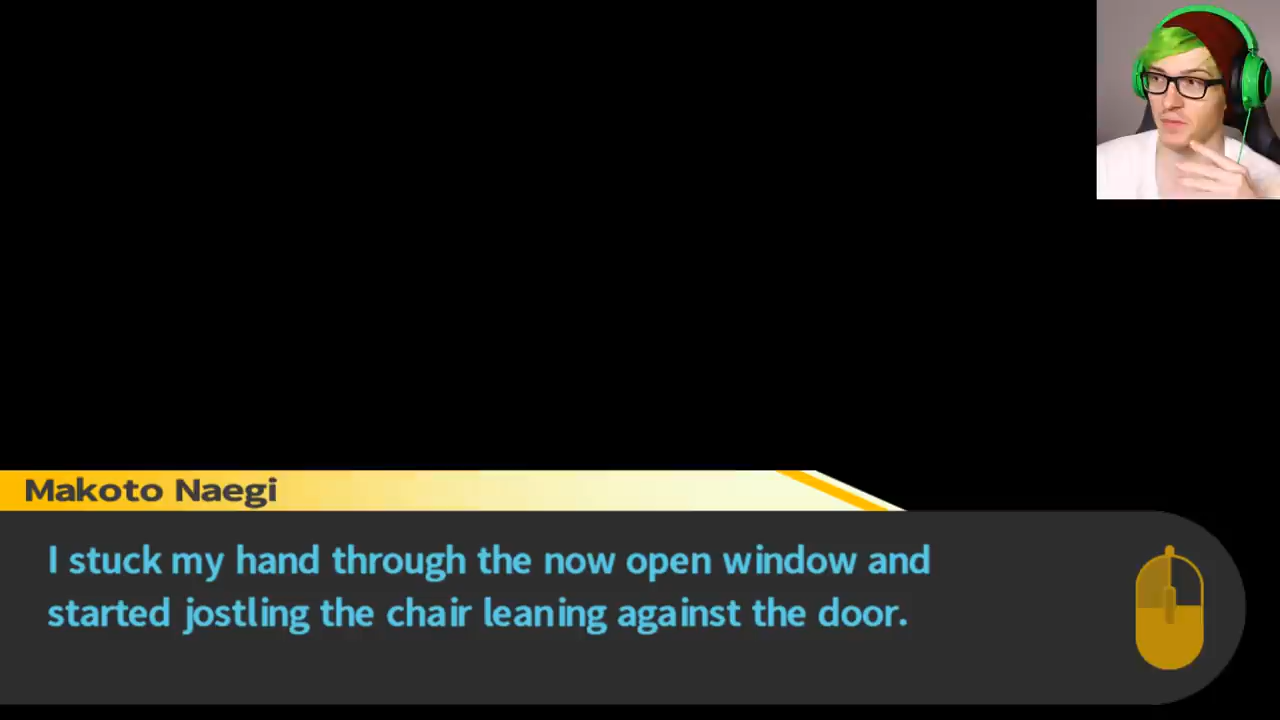 Makoto Naegi
I stuck my hand through the now open window and
started jostling the chair leaning against the door.